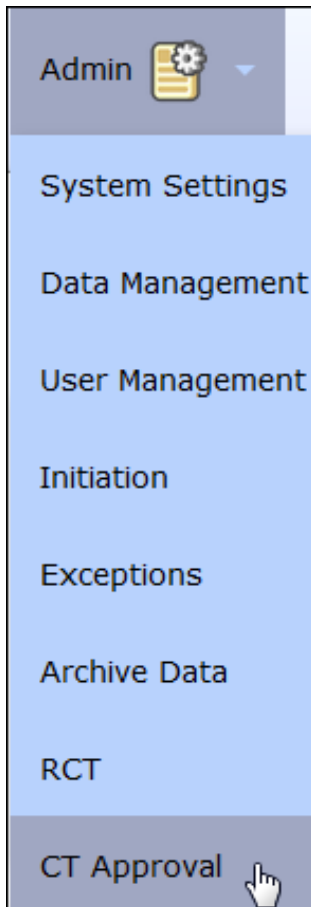 Admin
System Settings
Data Management
User Management
Initiation
Exceptions
Archive Data
RCT
CT Approval